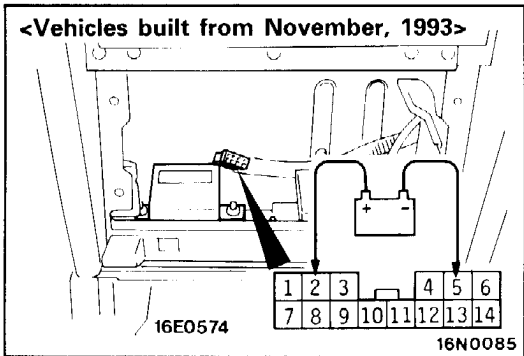 <Vehicles built from November, 1993>
+ −
1 2 3 4 5 6
7 8 9 10 11 12 13 14
16E0574
16N0085